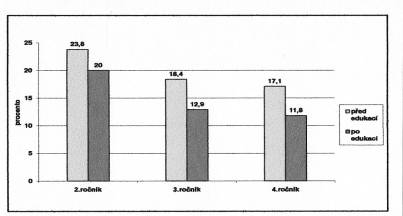 procento
25
20
15
10
5
0
23,8
20
18,4
12,9
17,1
11,8
2.ročník
3.ročník
4.ročník
před
edukací
po
edukací